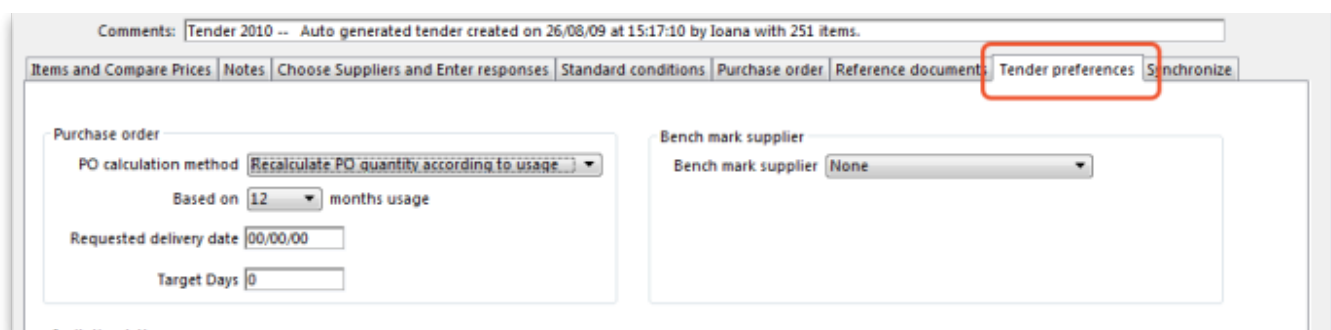 Comments: Tender 2010 -- Auto generated tender created on 26/08/09 at 15:17:10 by Ioana with 251 items.
Items and Compare Prices Notes Choose Suppliers and Enter responses Standard conditions Purchase order Reference documents Tender preferences Synchronize
Purchase order
PO calculation method Recalculate PO quantity according to usage
Based on 12 months usage
Requested delivery date 00/00/00
Target Days 0
Bench mark supplier
Bench mark supplier None